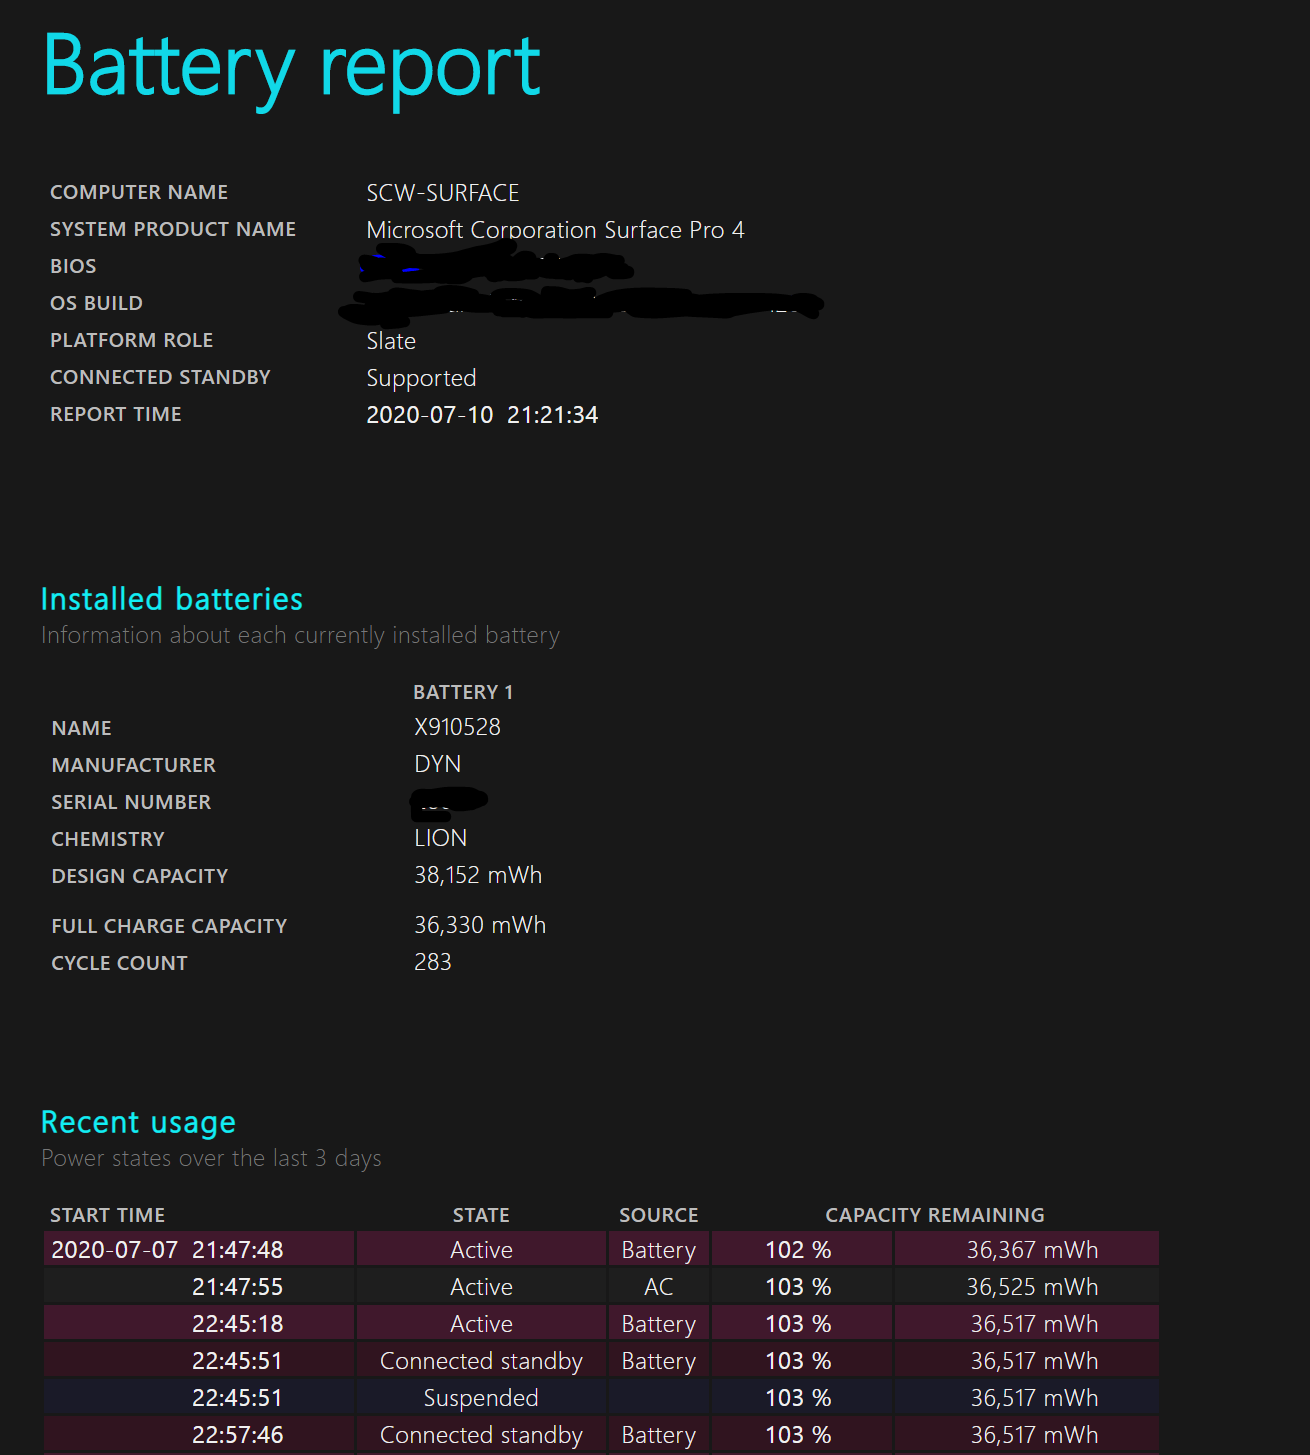 Battery report
COMPUTER NAME SCW-SURFACE
SYSTEM PRODUCT NAME Microsoft Corporation Surface Pro 4
BIOS
OS BUILD
PLATFORM ROLE Slate
CONNECTED STANDBY Supported
REPORT TIME 2020-07-10 21:21:34
Installed batteries
Information about each currently installed battery
BATTERY 1
NAME X910528
MANUFACTURER DYN
SERIAL NUMBER
CHEMISTRY LION
DESIGN CAPACITY 38,152 mWh
FULL CHARGE CAPACITY 36,330 mWh
CYCLE COUNT 283
Recent usage
Power states over the last 3 days
START TIME STATE SOURCE CAPACITY REMAINING
2020-07-07 21:47:48 Active Battery 102 % 36,367 mWh
21:47:55 Active AC 103 % 36,525 mWh
22:45:18 Active Battery 103 % 36,517 mWh
22:45:51 Connected standby Battery 103 % 36,517 mWh
22:45:51 Suspended 103 % 36,517 mWh
22:57:46 Connected standby Battery 103 % 36,517 mWh